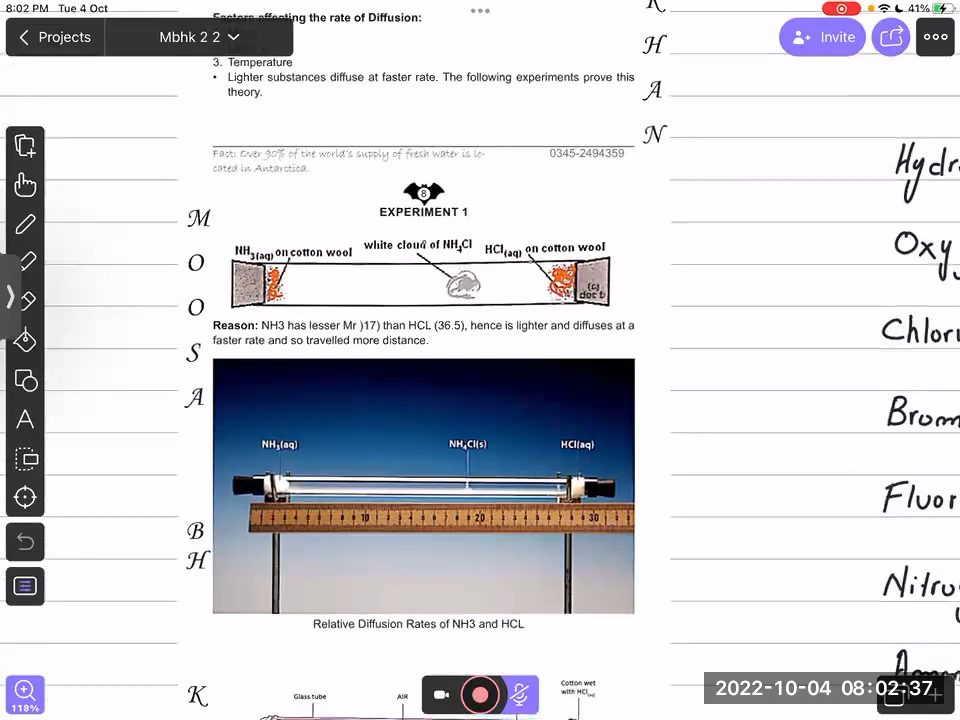 8:02 PM Tue 4 Oct
41%
Projects
Mbhk 2 2
Invite
Factors affecting the rate of Diffusion:
3. Temperature
• Lighter substances diffuse at faster rate. The following experiments prove this
theory.
Fact: Over 90% of the world's supply of fresh water is lo-
cated in Antarctica.
0345-2494359
8
EXPERIMENT 1
NH3(aq) on cotton wool
white cloud of NH4Cl
HCl(aq) on cotton wool
(c)
doc b
Reason: NH3 has lesser Mr )17) than HCL (36.5), hence is lighter and diffuses at a
faster rate and so travelled more distance.
NH3(aq)
NH4Cl(s)
HCl(aq)
10
20
30
Relative Diffusion Rates of NH3 and HCL
Glass tube
AIR
Cotton wet
with HCl(aq)
M
O
O
S
A
B
H
K
K
H
A
N
Hydr
Oxy
Chlor
Brom
Fluor
Nitro
Amm
A
118%
2022-10-04 08:02:37